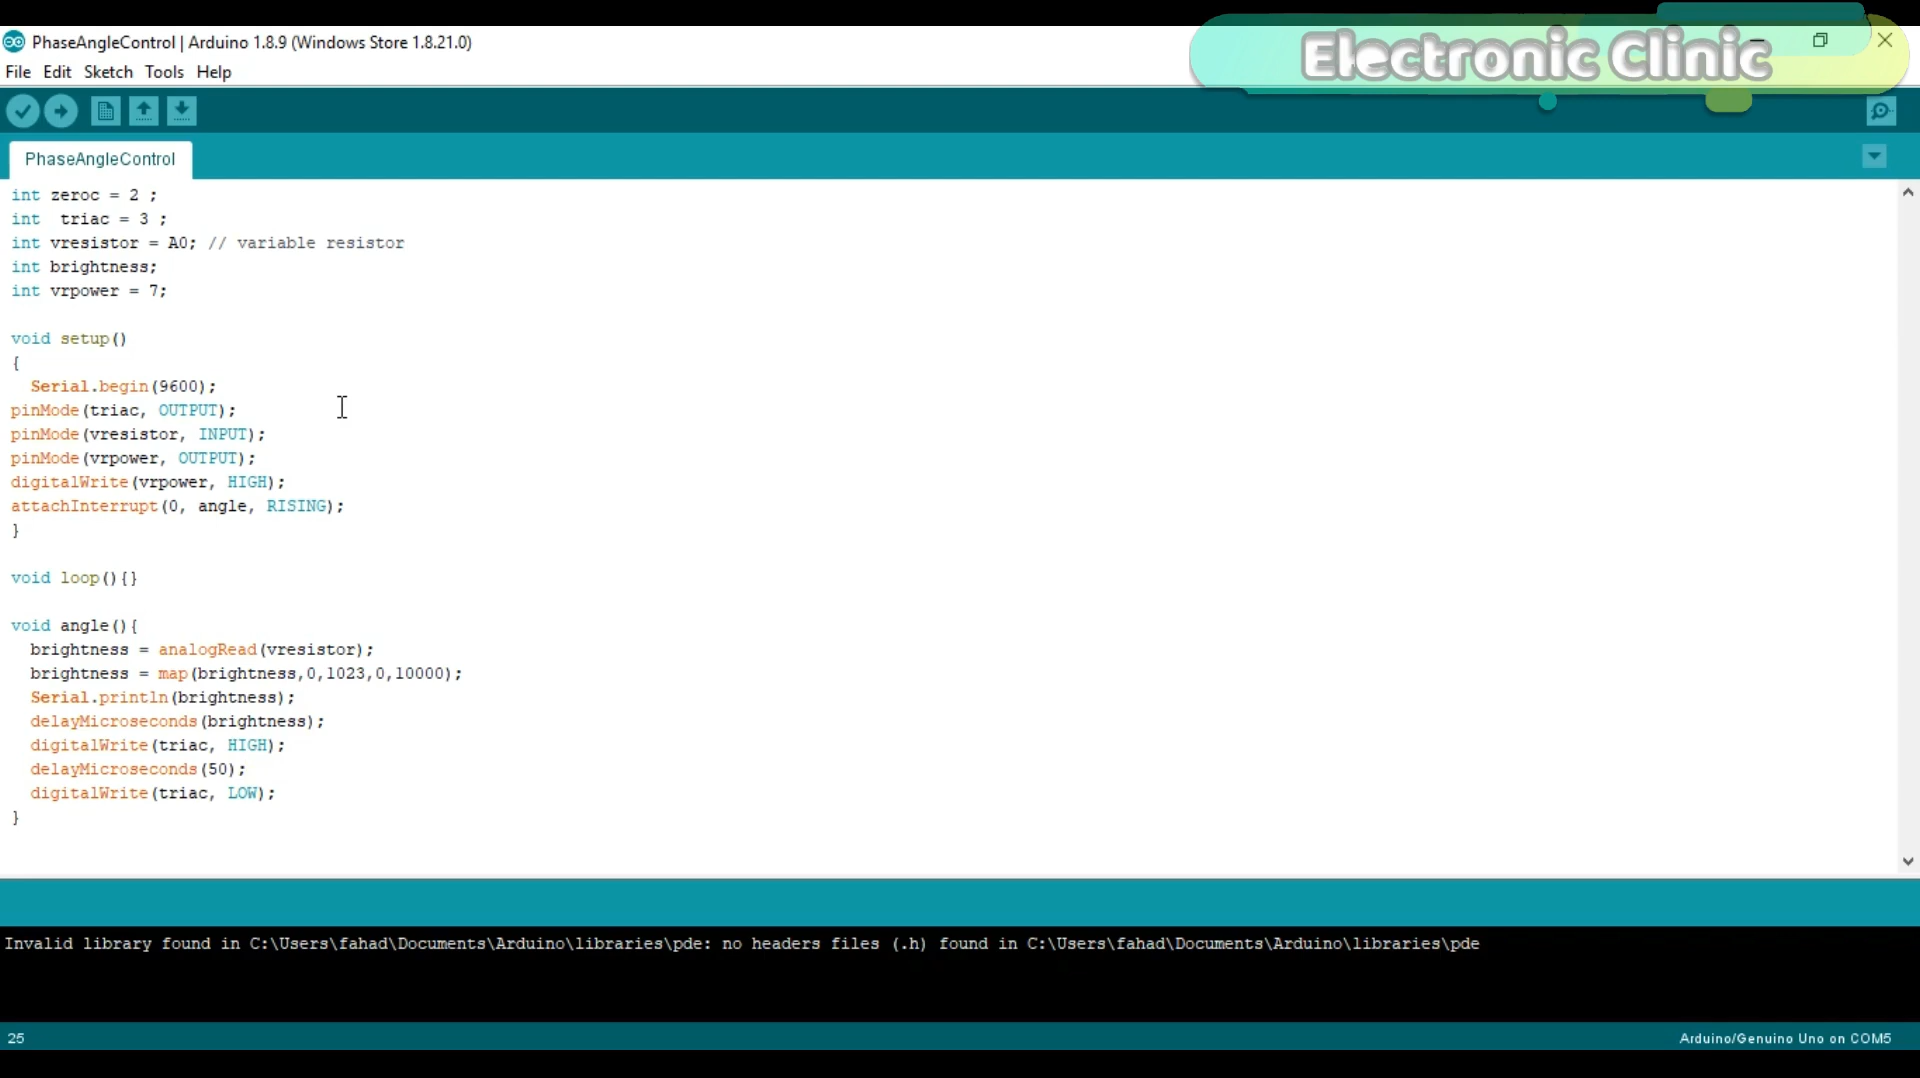 PhaseAngleControl | Arduino 1.8.9 (Windows Store 1.8.21.0)
Electronic Clinic
File Edit Sketch Tools Help
PhaseAngleControl
int zeroc = 2 ;
int  triac = 3 ;
int vresistor = A0; // variable resistor
int brightness;
int vrpower = 7;
void setup()
{
  Serial.begin(9600);
pinMode(triac, OUTPUT);
pinMode(vresistor, INPUT);
pinMode(vrpower, OUTPUT);
digitalWrite(vrpower, HIGH);
attachInterrupt(0, angle, RISING);
}
void loop(){}
void angle(){
  brightness = analogRead(vresistor);
  brightness = map(brightness,0,1023,0,10000);
  Serial.println(brightness);
  delayMicroseconds(brightness);
  digitalWrite(triac, HIGH);
  delayMicroseconds(50);
  digitalWrite(triac, LOW);
}
Invalid library found in C:\Users\fahad\Documents\Arduino\libraries\pde: no headers files (.h) found in C:\Users\fahad\Documents\Arduino\libraries\pde
25
Arduino/Genuino Uno on COM5